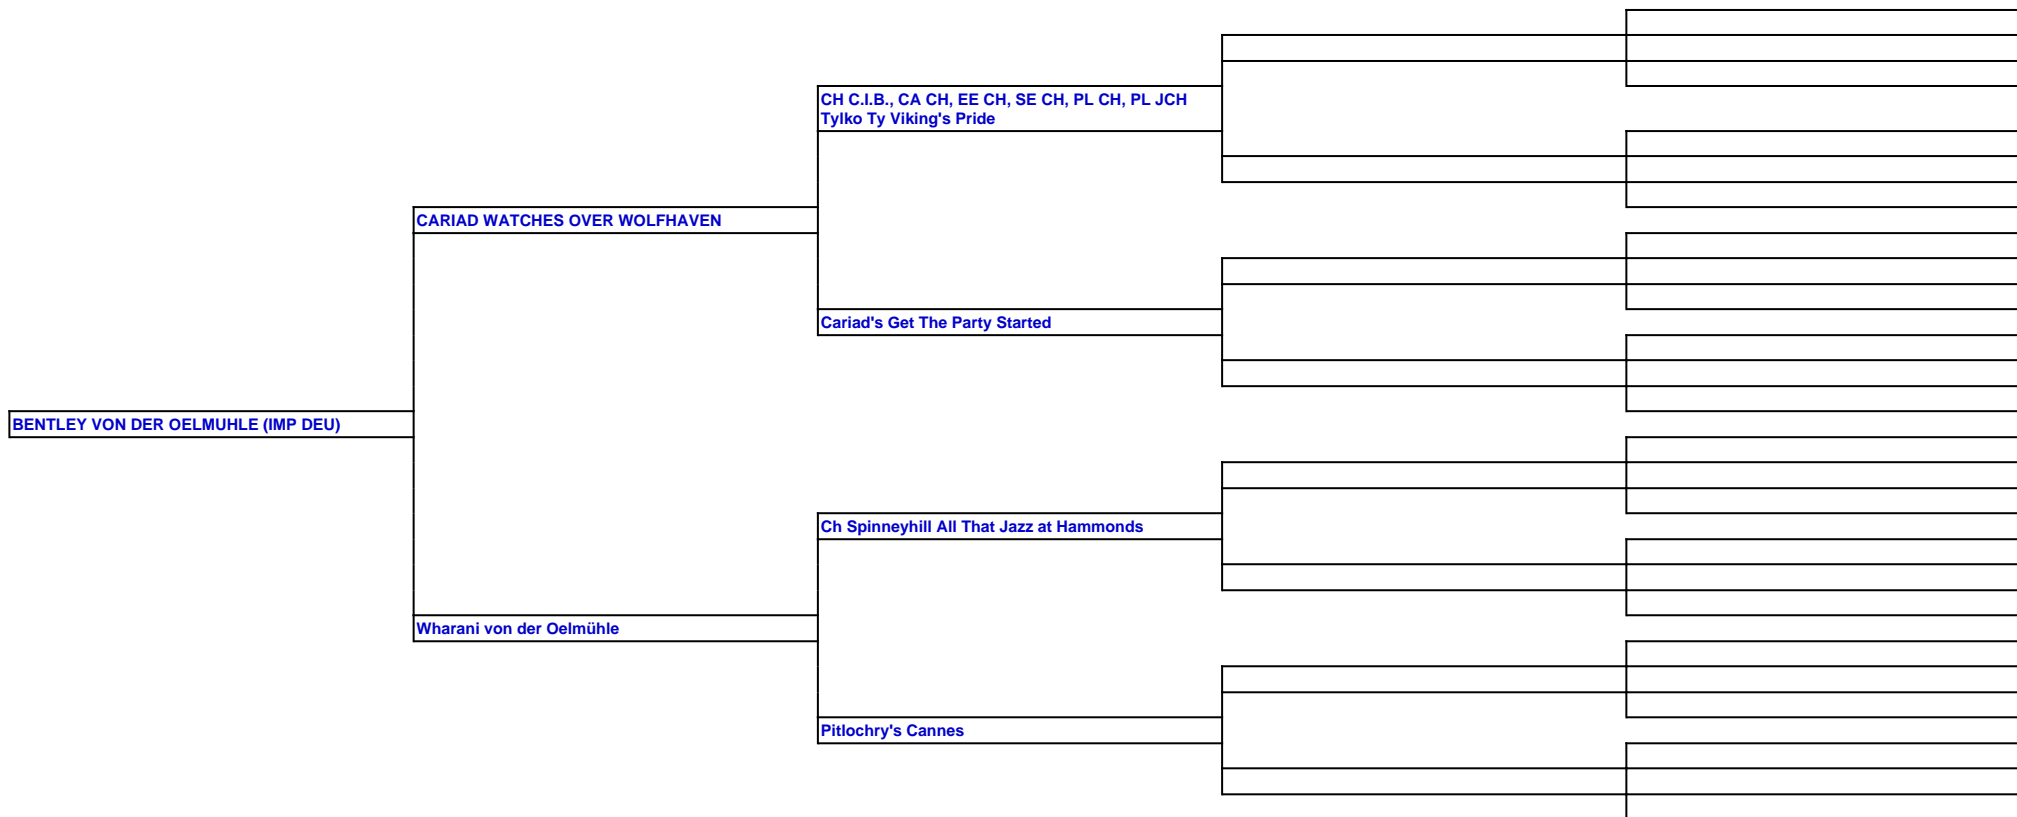 CH C.I.B., CA CH, EE CH, SE CH, PL CH, PL JCH
Tylko Ty Viking's Pride
CARIAD WATCHES OVER WOLFHAVEN
Cariad's Get The Party Started
BENTLEY VON DER OELMUHLE (IMP DEU)
Ch Spinneyhill All That Jazz at Hammonds
Wharani von der Oelmühle
Pitlochry's Cannes